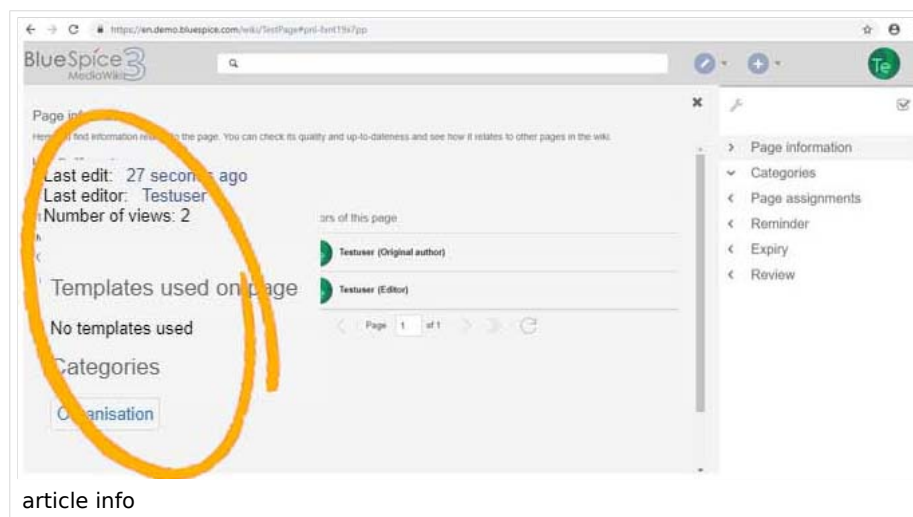 https://en.demo.bluespice.com/wiki/TestPage#
BlueSpice 3
MediaWiki
Te
Page
Here find information the page. You can check its quality and up-to-dateness and see how it relates to other pages in the wiki.
Last edit: 27 seconds ago
Last editor: Testuser
Number of views: 2
ors of this page
Testuser (Original author)
Templates used on page
Testuser (Editor)
No templates used
Page 1 of 1
Categories
Organisation
Page information
Categories
Page assignments
Reminder
Expiry
Review
article info